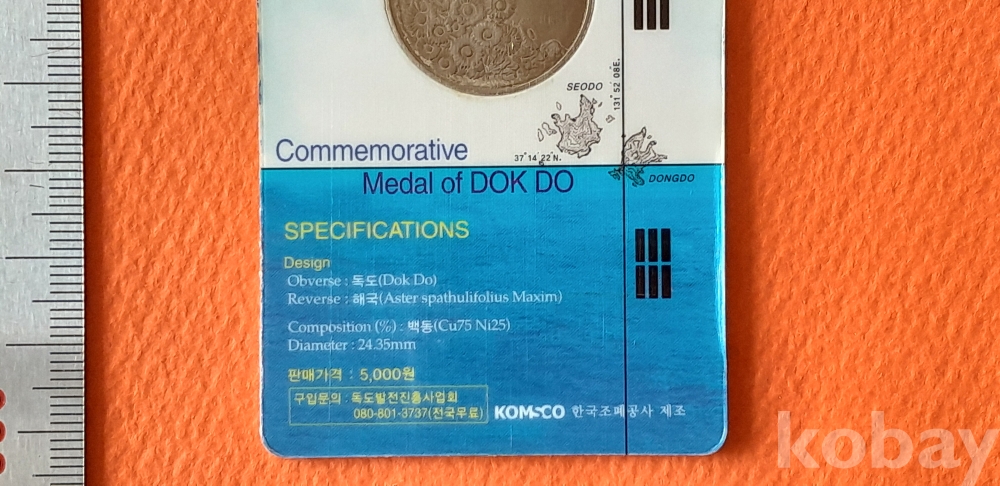 SEODO
131° 52' 08"E.
37° 14' 22"N.
DONGDO
Commemorative
Medal of DOK DO
SPECIFICATIONS
Design
Obverse : 독도(Dok Do)
Reverse : 해국(Aster spathulifolius Maxim)
Composition (%) : 백동(Cu75 Ni25)
Diameter : 24.35mm
판매가격 : 5,000원
구입문의 : 독도발전진흥사업회
080-801-3737(전국무료)
KOMSCO 한국조폐공사 제조
kobay